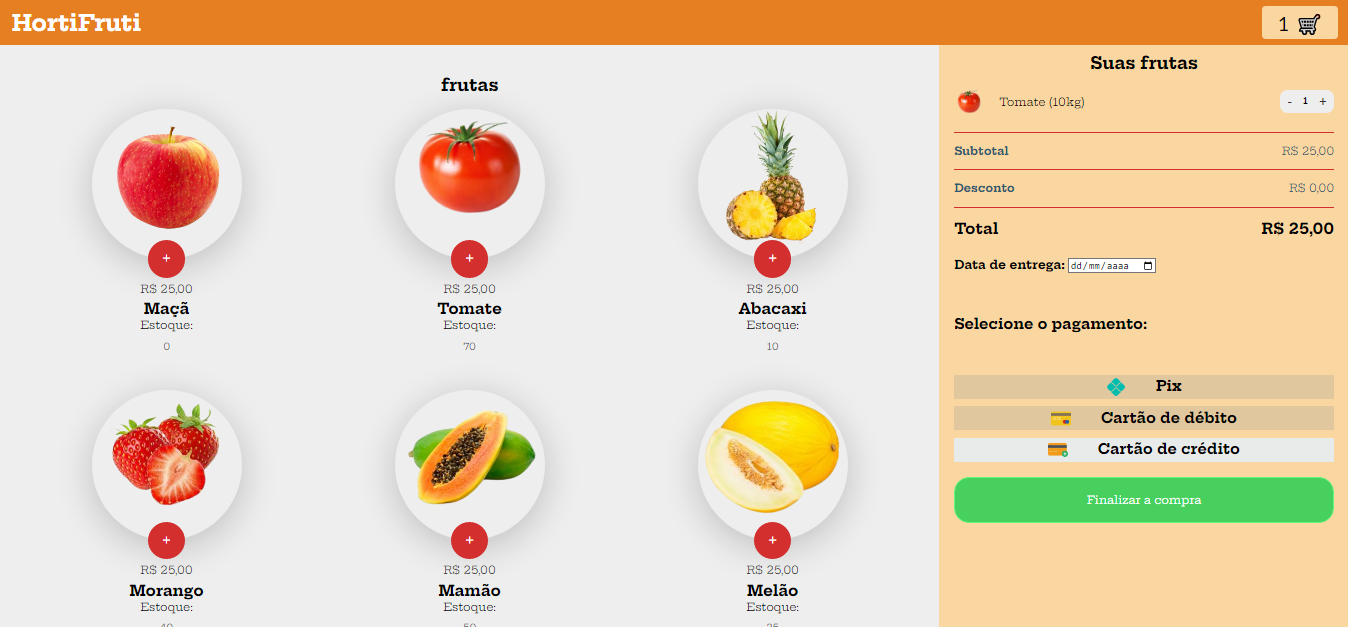 HortiFruti
1
frutas
+ + +
R$ 25,00 R$ 25,00 R$ 25,00
Maçã Tomate Abacaxi
Estoque: Estoque: Estoque:
0 70 10
+ + +
R$ 25,00 R$ 25,00 R$ 25,00
Morango Mamão Melão
Estoque: Estoque: Estoque:
Suas frutas
Tomate (10kg) - 1 +
Subtotal R$ 25,00
Desconto R$ 0,00
Total R$ 25,00
Data de entrega: dd/mm/aaaa
Selecione o pagamento:
Pix
Cartão de débito
Cartão de crédito
Finalizar a compra